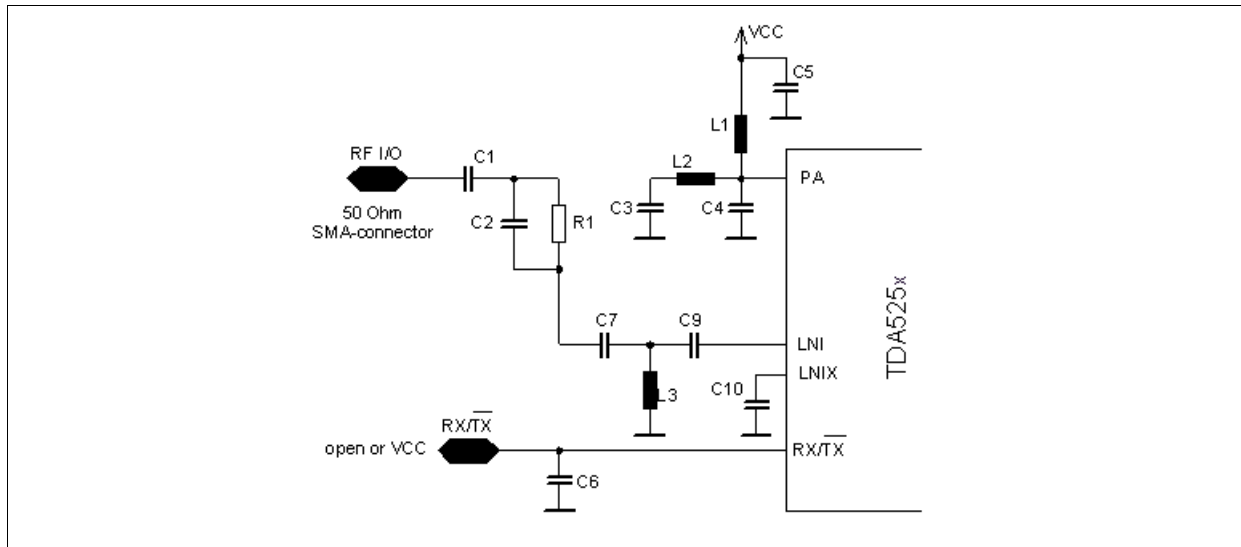 VCC
C5
L1
RF I/O
C1
L2
PA
C2
R1
C3
C4
50 Ohm
SMA-connector
TDA525x
C7
C9
LNI
LNIX
C10
L3
RX/TX
open or VCC
RX/TX
C6